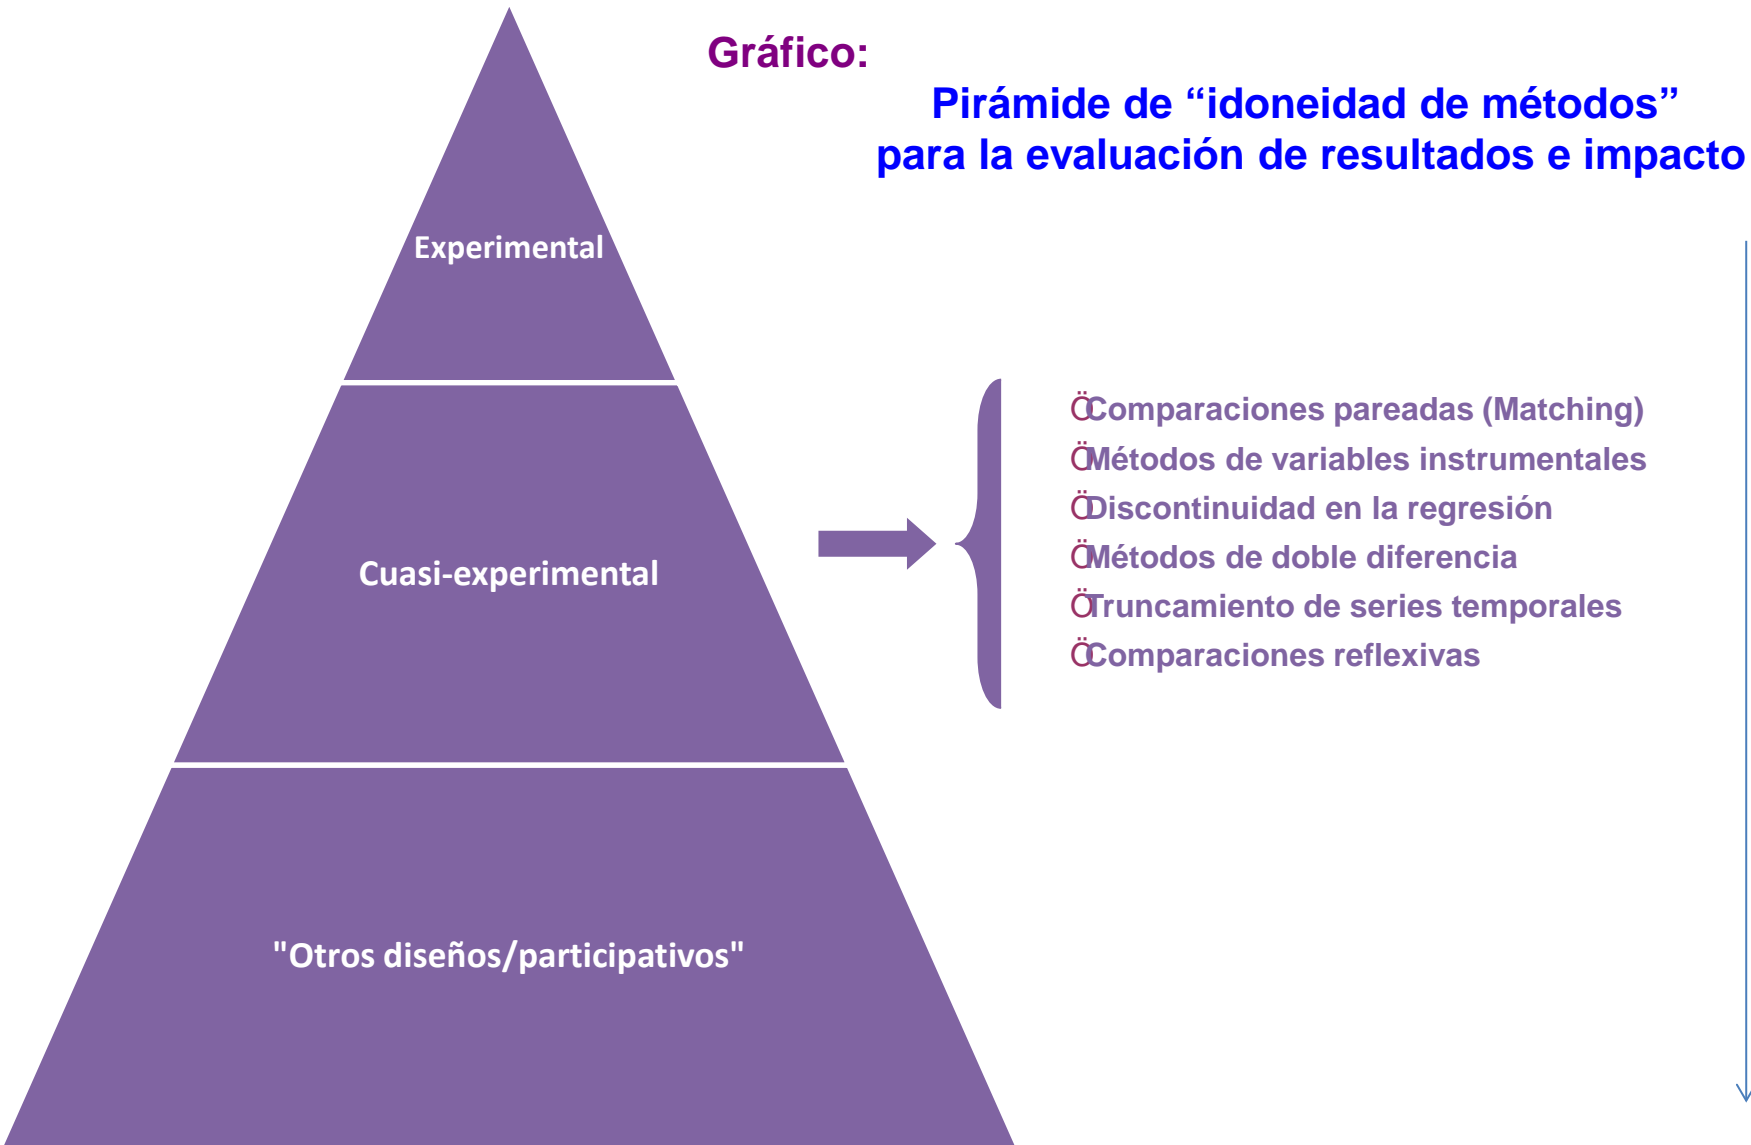 Gráfico:
Pirámide de “idoneidad de métodos”
para la evaluación de resultados e impacto
Experimental
Cuasi-experimental
"Otros diseños/participativos"
ÖComparaciones pareadas (Matching)
ÖMétodos de variables instrumentales
ÖDiscontinuidad en la regresión
ÖMétodos de doble diferencia
ÖTruncamiento de series temporales
ÖComparaciones reflexivas